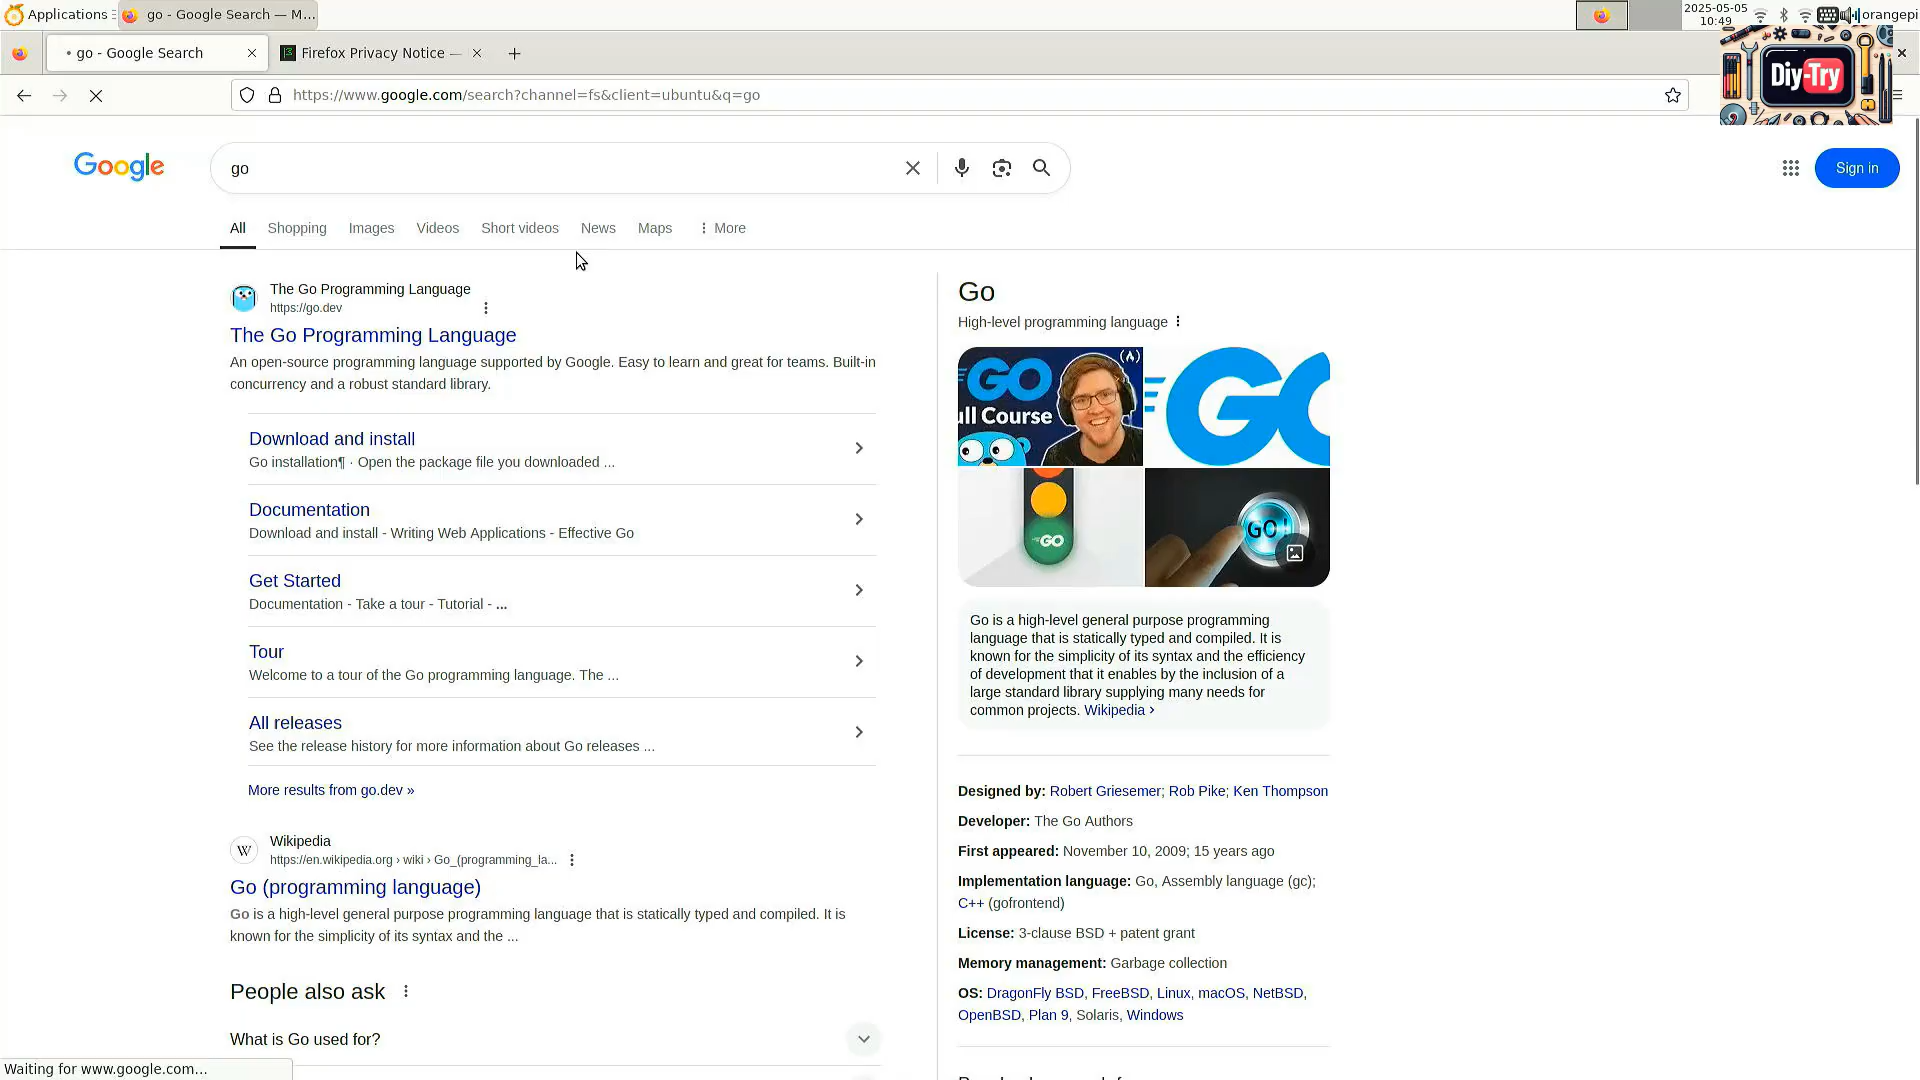 Applications
go - Google Search — M...
2025-05-05
10:49
orangepi
go - Google Search
Firefox Privacy Notice —
Diy-Try
https://www.google.com/search?channel=fs&client=ubuntu&q=go
Google
go
Sign in
All
Shopping
Images
Videos
Short videos
News
Maps
More
The Go Programming Language
https://go.dev
The Go Programming Language
An open-source programming language supported by Google. Easy to learn and great for teams. Built-in
concurrency and a robust standard library.
Download and install
Go installation¶ · Open the package file you downloaded ...
Documentation
Download and install - Writing Web Applications - Effective Go
Get Started
Documentation - Take a tour - Tutorial - ...
Tour
Welcome to a tour of the Go programming language. The ...
All releases
See the release history for more information about Go releases ...
More results from go.dev »
Wikipedia
https://en.wikipedia.org › wiki › Go_(programming_la...
Go (programming language)
Go is a high-level general purpose programming language that is statically typed and compiled. It is
known for the simplicity of its syntax and the ...
People also ask
What is Go used for?
Waiting for www.google.com...
Go
High-level programming language
GO
ull Course
GO
GO
GO!
Go is a high-level general purpose programming
language that is statically typed and compiled. It is
known for the simplicity of its syntax and the efficiency
of development that it enables by the inclusion of a
large standard library supplying many needs for
common projects. Wikipedia ›
Designed by: Robert Griesemer; Rob Pike; Ken Thompson
Developer: The Go Authors
First appeared: November 10, 2009; 15 years ago
Implementation language: Go, Assembly language (gc);
C++ (gofrontend)
License: 3-clause BSD + patent grant
Memory management: Garbage collection
OS: DragonFly BSD, FreeBSD, Linux, macOS, NetBSD,
OpenBSD, Plan 9, Solaris, Windows